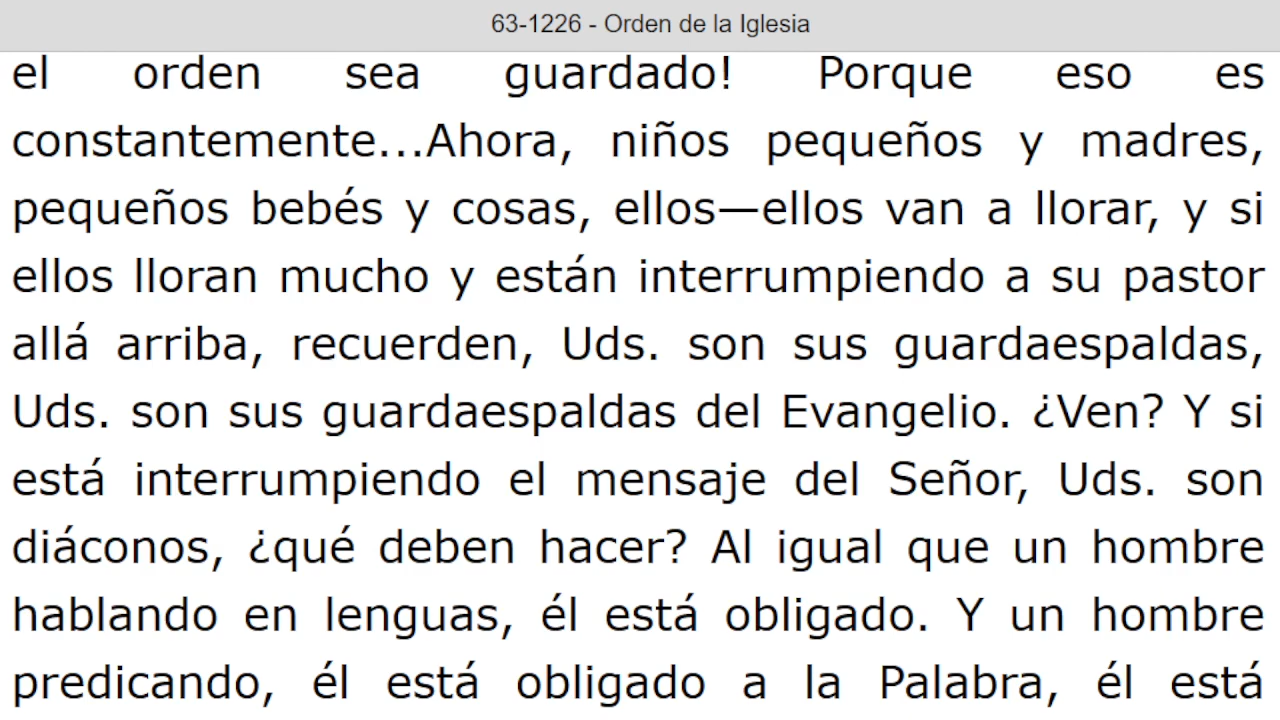 63-1226 - Orden de la Iglesia
el orden sea guardado! Porque eso es
constantemente...Ahora, niños pequeños y madres,
pequeños bebés y cosas, ellos—ellos van a llorar, y si
ellos lloran mucho y están interrumpiendo a su pastor
allá arriba, recuerden, Uds. son sus guardaespaldas,
Uds. son sus guardaespaldas del Evangelio. ¿Ven? Y si
está interrumpiendo el mensaje del Señor, Uds. son
diáconos, ¿qué deben hacer? Al igual que un hombre
hablando en lenguas, él está obligado. Y un hombre
predicando, él está obligado a la Palabra, él está